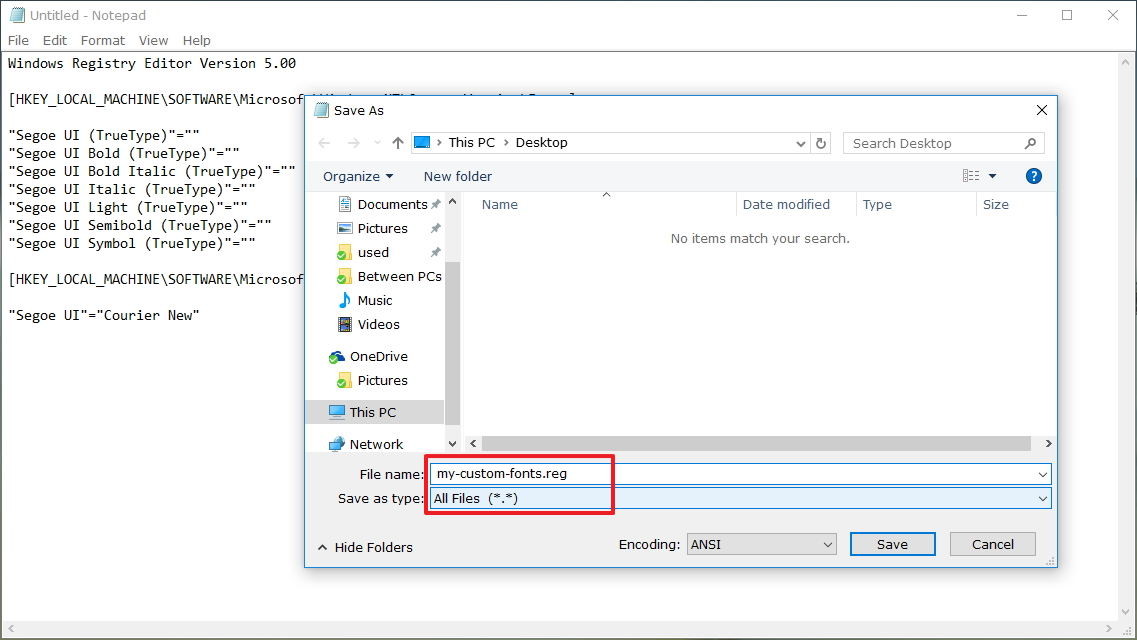 Untitled - Notepad
File Edit Format View Help
Windows Registry Editor Version 5.00
[HKEY_LOCAL_MACHINE\SOFTWARE\Microsof
"Segoe UI (TrueType)"=""
"Segoe UI Bold (TrueType)"=""
"Segoe UI Bold Italic (TrueType)"=""
"Segoe UI Italic (TrueType)"=""
"Segoe UI Light (TrueType)"=""
"Segoe UI Semibold (TrueType)"=""
"Segoe UI Symbol (TrueType)"=""
[HKEY_LOCAL_MACHINE\SOFTWARE\Microsof
"Segoe UI"="Courier New"
Save As
This PC > Desktop
Search Desktop
Organize
New folder
?
Documents
Pictures
used
Between PCs
Music
Videos
OneDrive
Pictures
This PC
Network
Name Date modified Type Size
No items match your search.
File name: my-custom-fonts.reg
Save as type: All Files (*.*)
Hide Folders
Encoding: ANSI
Save
Cancel